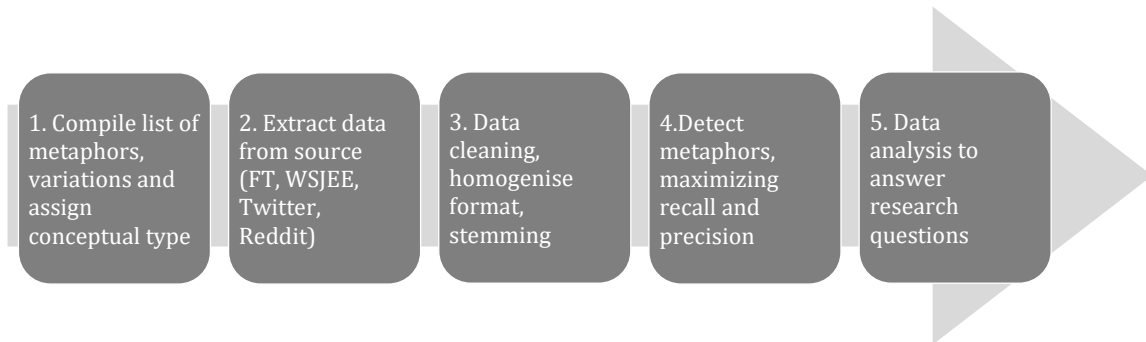 1. Compile list of
metaphors,
variations and
assign
conceptual type
2. Extract data
from source
(FT, WSJEE,
Twitter,
Reddit)
3. Data
cleaning,
homogenise
format,
stemming
4.Detect
metaphors,
maximizing
recall and
precision
5. Data
analysis to
answer
research
questions